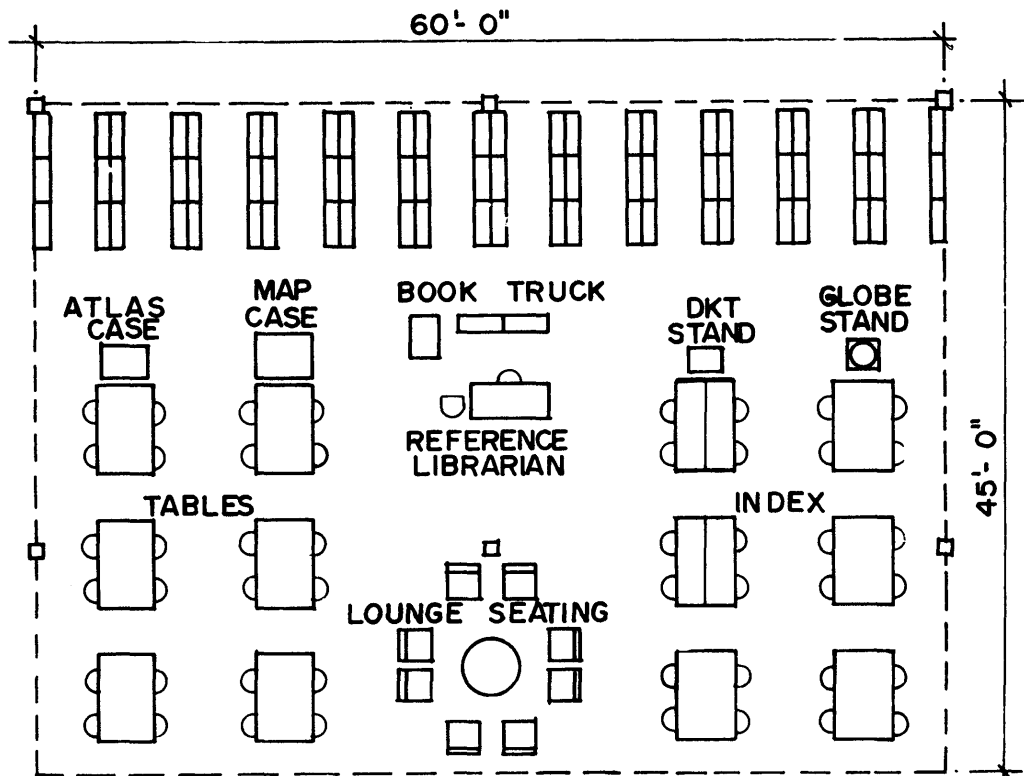 60'- 0"
ATLAS
CASE
MAP
CASE
BOOK TRUCK
DKT
STAND
GLOBE
STAND
REFERENCE
LIBRARIAN
45'- 0"
TABLES
INDEX
LOUNGE SEATING